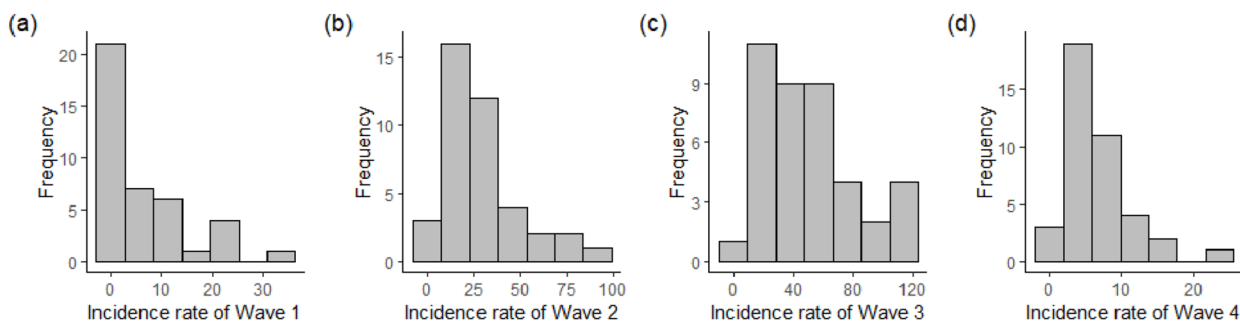 (a)
20
15
10
5
0
Frequency
0 10 20 30
Incidence rate of Wave 1
(b)
15
10
5
0
Frequency
0 25 50 75 100
Incidence rate of Wave 2
(c)
9
6
3
0
Frequency
0 40 80 120
Incidence rate of Wave 3
(d)
15
10
5
0
Frequency
0 10 20
Incidence rate of Wave 4